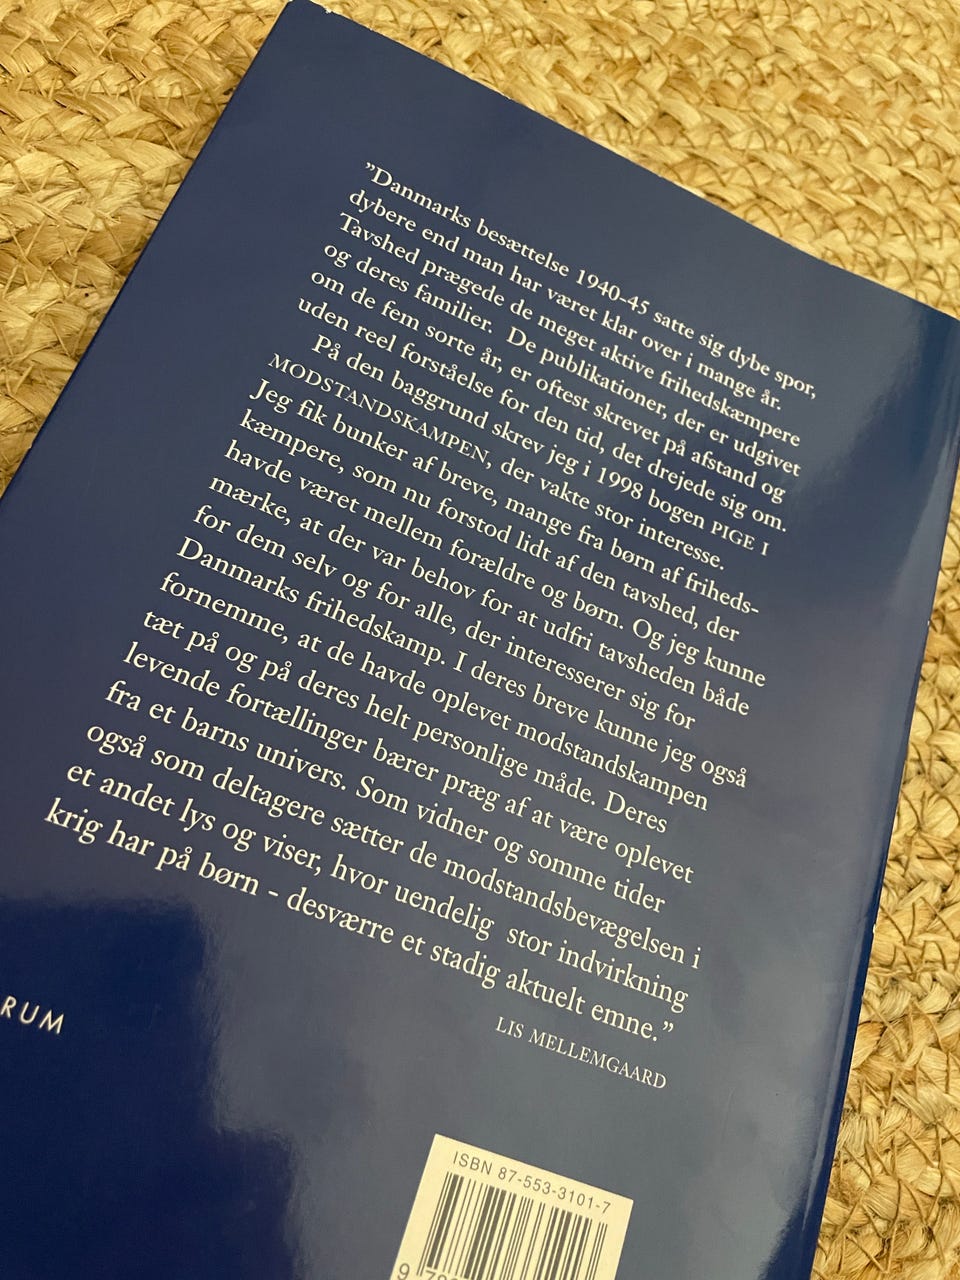 ”Danmarks besættelse 1940-45 satte sig dybe spor,
dybere end man har været klar over i mange år.
Tavshed prægede de meget aktive frihedskæmpere
og deres familier. De publikationer, der er udgivet
om de fem sorte år, er oftest skrevet på afstand og
uden reel forståelse for den tid, det drejede sig om.
På den baggrund skrev jeg i 1998 bogen PIGE I
MODSTANDSKAMPEN, der vakte stor interesse.
Jeg fik bunker af breve, mange fra børn af friheds-
kæmpere, som nu forstod lidt af den tavshed, der
havde været mellem forældre og børn. Og jeg kunne
mærke, at der var behov for at udfri tavsheden både
for dem selv og for alle, der interesserer sig for
Danmarks frihedskamp. I deres breve kunne jeg også
fornemme, at de havde oplevet modstandskampen
tæt på og på deres helt personlige måde. Deres
levende fortællinger bærer præg af at være oplevet
fra et barns univers. Som vidner og somme tider
også som deltagere sætter de modstandsbevægelsen i
et andet lys og viser, hvor uendelig stor indvirkning
krig har på børn - desværre et stadig aktuelt emne.”
LIS MELLEMGAARD
RUM
ISBN 87-553-3101-7